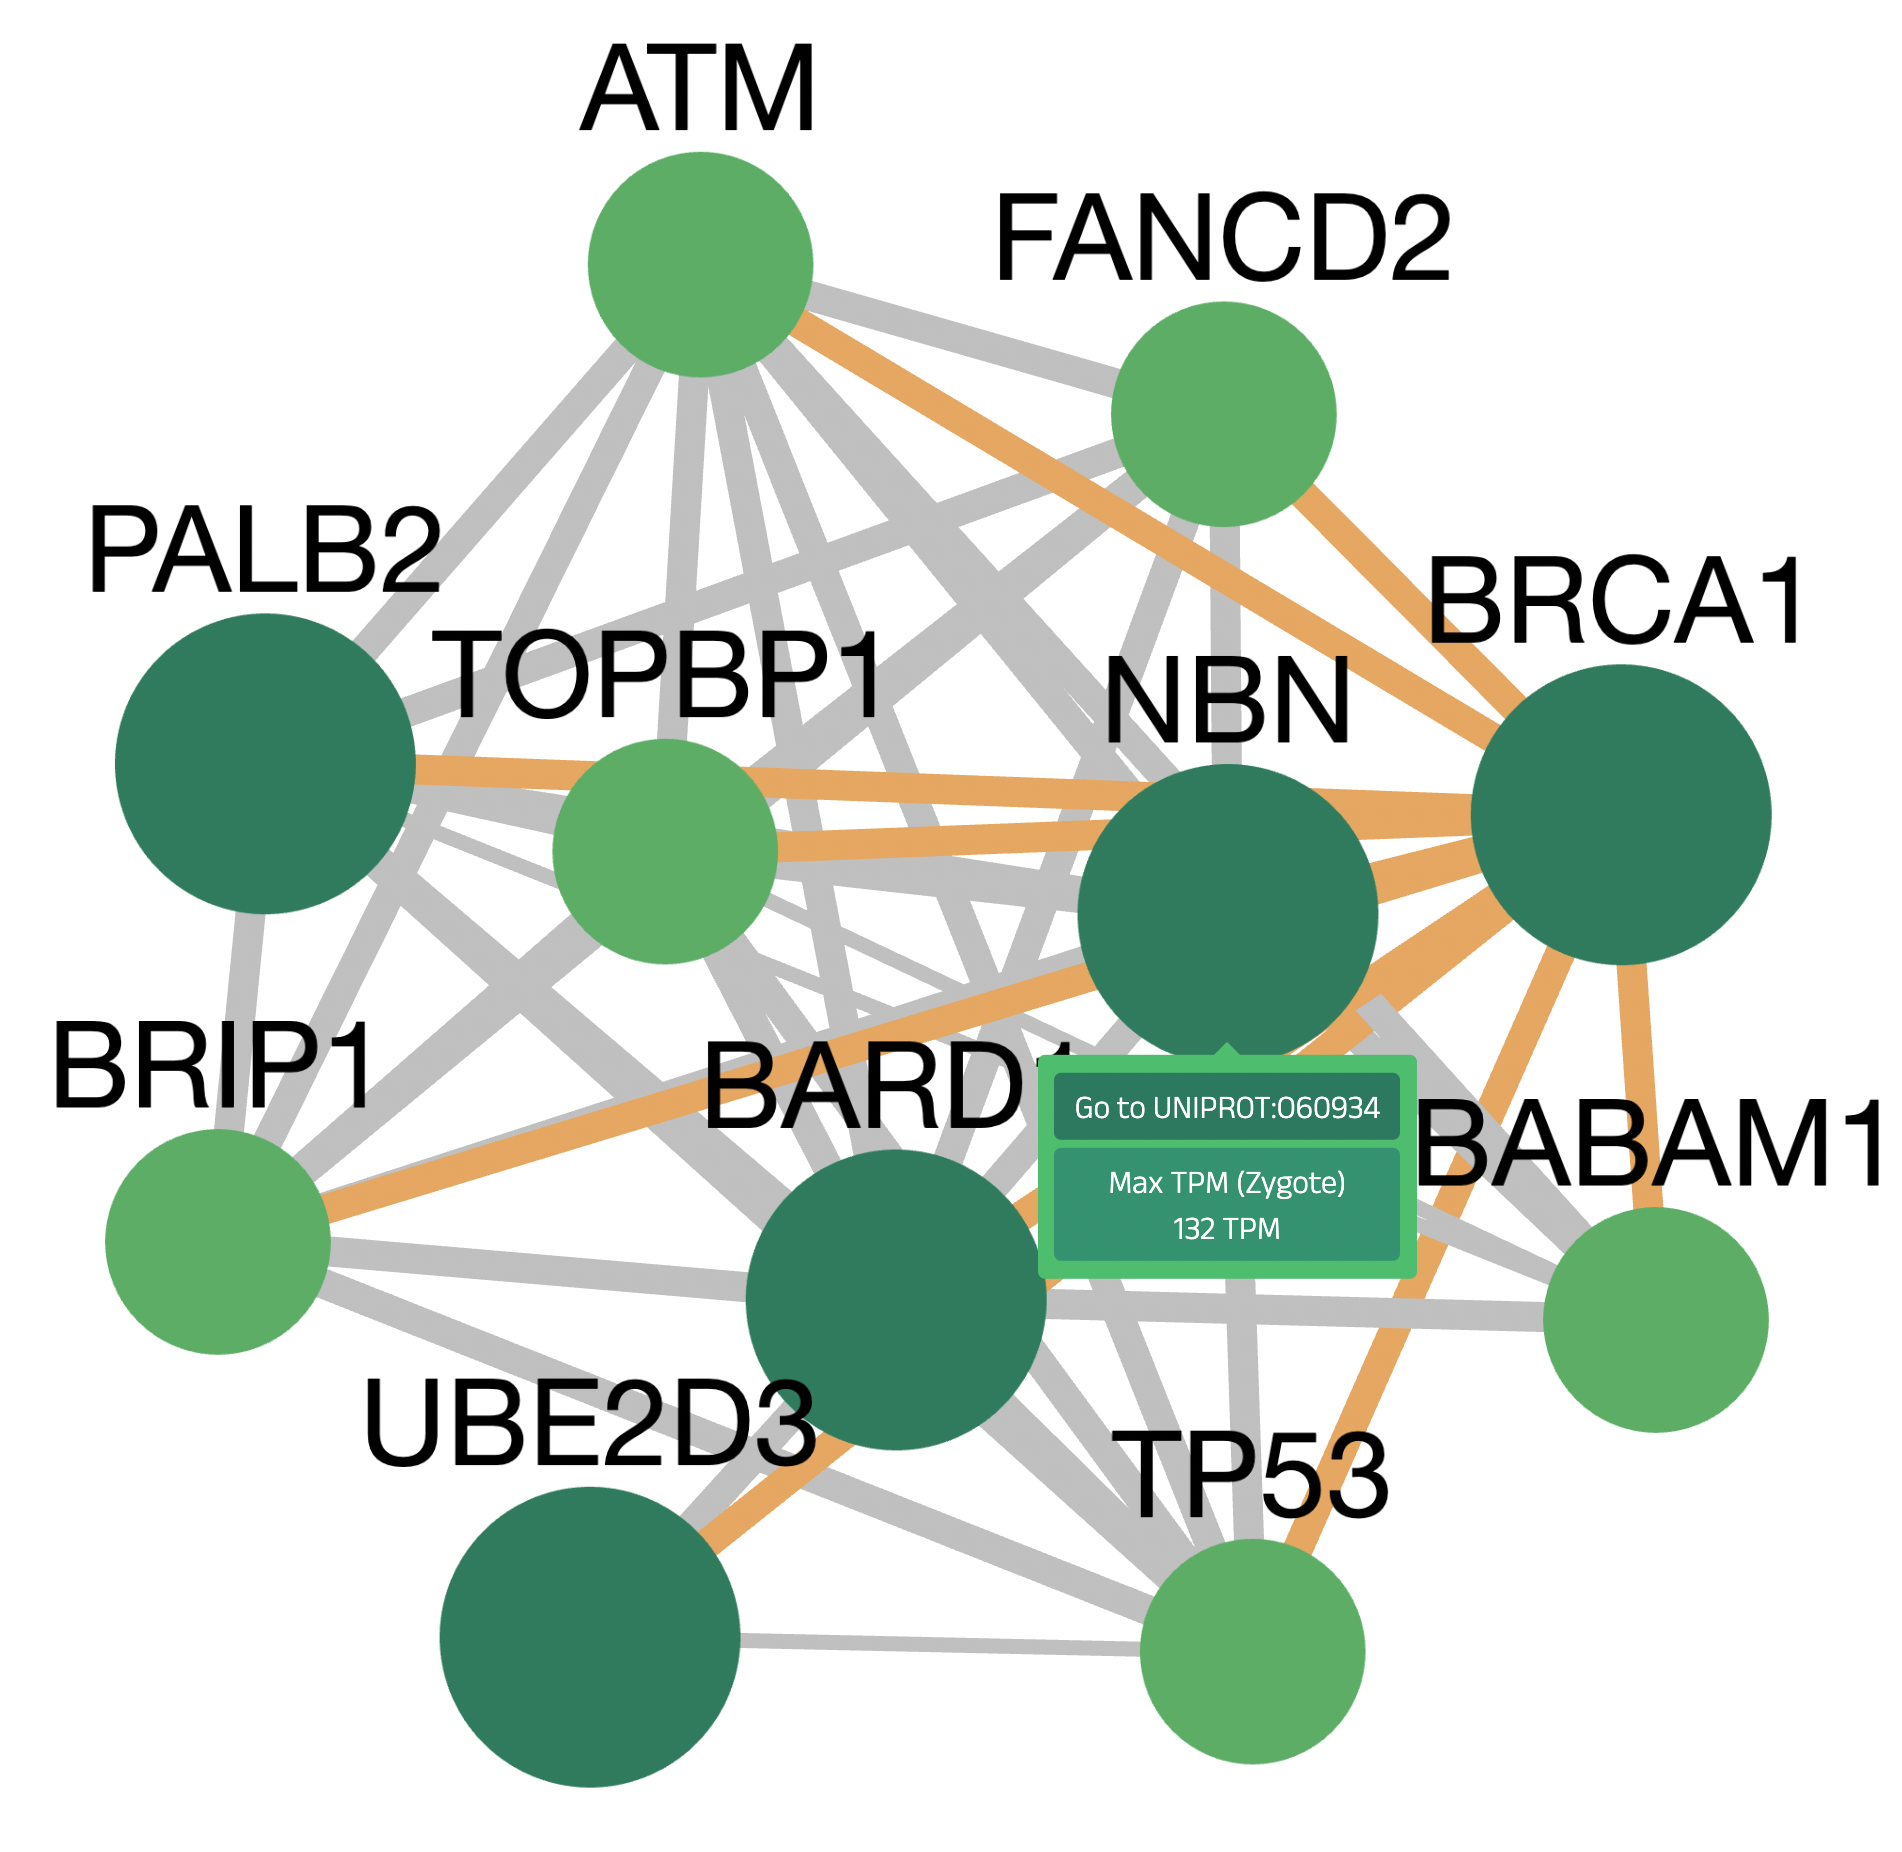 ATM
FANCD2
PALB2
BRCA1
TOPBP1
NBN
BRIP1
BARD1
Go to UNIPROT:O60934
Max TPM (Zygote)
132 TPM
BABAM1
UBE2D3
TP53